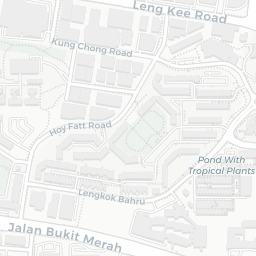 Leng Kee Road
Kung Chong Road
Hoy Fatt Road
Pond With
Tropical Plants
Lengkok Bahru
Jalan Bukit Merah